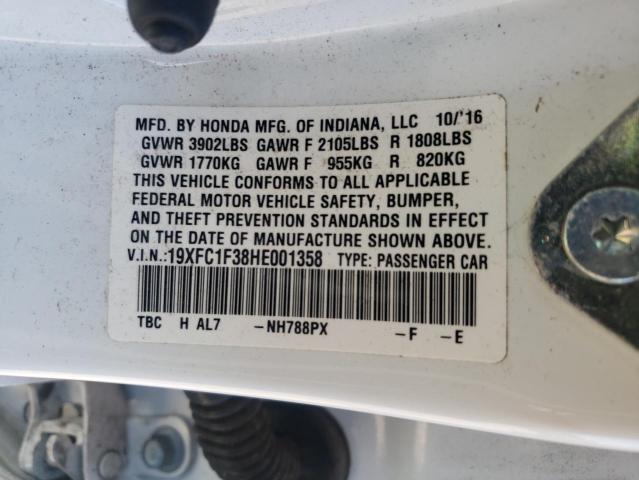 MFD. BY HONDA MFG. OF INDIANA, LLC 10/'16
GVWR 3902LBS GAWR F 2105LBS R 1808LBS
GVWR 1770KG GAWR F 955KG R 820KG
THIS VEHICLE CONFORMS TO ALL APPLICABLE
FEDERAL MOTOR VEHICLE SAFETY, BUMPER,
AND THEFT PREVENTION STANDARDS IN EFFECT
ON THE DATE OF MANUFACTURE SHOWN ABOVE.
V.I.N.:19XFC1F38HE001358 TYPE: PASSENGER CAR
TBC H AL7 -NH788PX -F -E